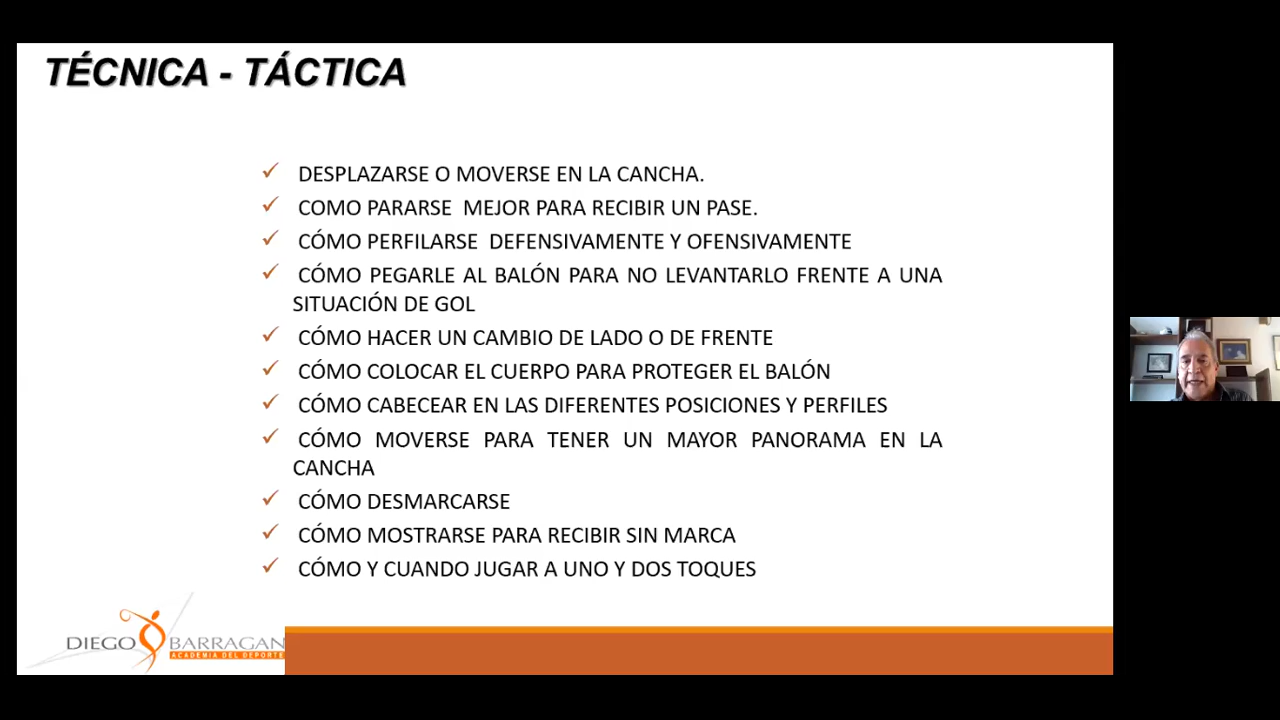 TÉCNICA - TÁCTICA
DESPLAZARSE O MOVERSE EN LA CANCHA.
COMO PARARSE MEJOR PARA RECIBIR UN PASE.
CÓMO PERFILARSE DEFENSIVAMENTE Y OFENSIVAMENTE
CÓMO PEGARLE AL BALÓN PARA NO LEVANTARLO FRENTE A UNA
SITUACIÓN DE GOL
CÓMO HACER UN CAMBIO DE LADO O DE FRENTE
CÓMO COLOCAR EL CUERPO PARA PROTEGER EL BALÓN
CÓMO CABECEAR EN LAS DIFERENTES POSICIONES Y PERFILES
CÓMO MOVERSE PARA TENER UN MAYOR PANORAMA EN LA
CANCHA
CÓMO DESMARCARSE
CÓMO MOSTRARSE PARA RECIBIR SIN MARCA
CÓMO Y CUANDO JUGAR A UNO Y DOS TOQUES
DIEGO BARRAGAN
ACADEMIA DEL DEPORTE